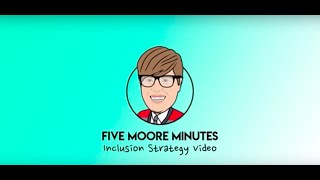 FIVE MOORE MINUTES
Inclusion Strategy Video